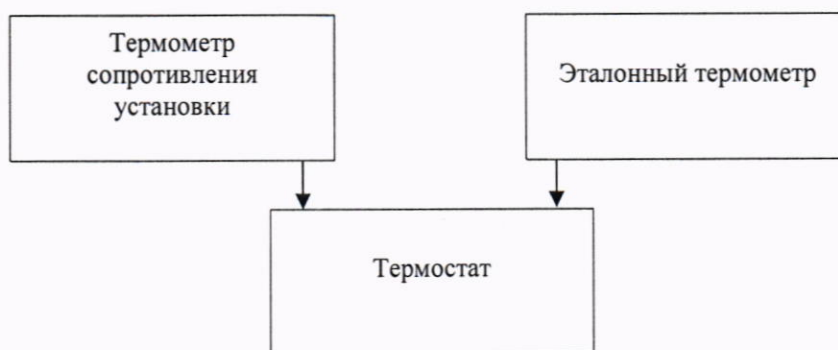 Термометр
сопротивления
установки
Эталонный термометр
Термостат